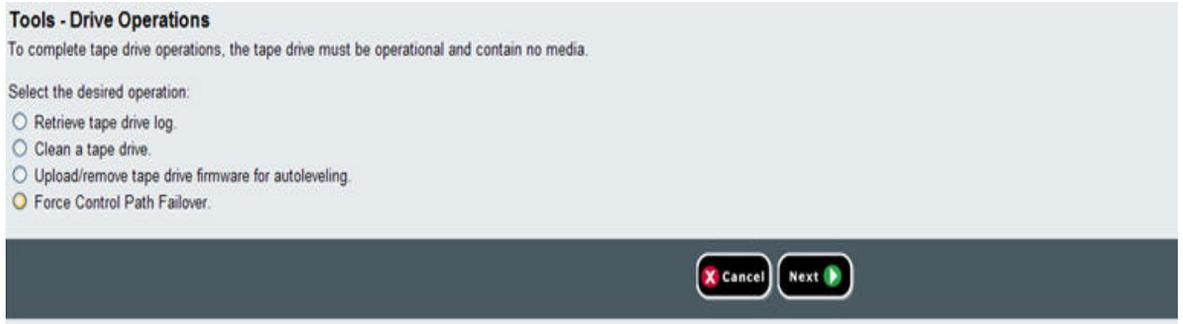 Tools - Drive Operations
To complete tape drive operations, the tape drive must be operational and contain no media.
Select the desired operation:
Retrieve tape drive log.
Clean a tape drive.
Upload/remove tape drive firmware for autoleveling.
Force Control Path Failover.
Cancel Next